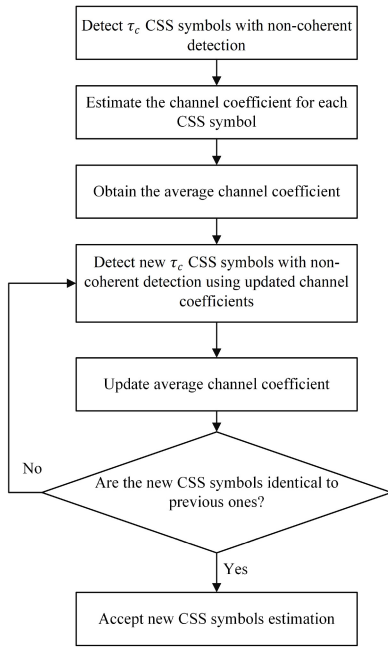 Detect τ_c CSS symbols with non-coherent
detection
Estimate the channel coefficient for each
CSS symbol
Obtain the average channel coefficient
Detect new τ_c CSS symbols with non-
coherent detection using updated channel
coefficients
Update average channel coefficient
No
Are the new CSS symbols identical to
previous ones?
Yes
Accept new CSS symbols estimation